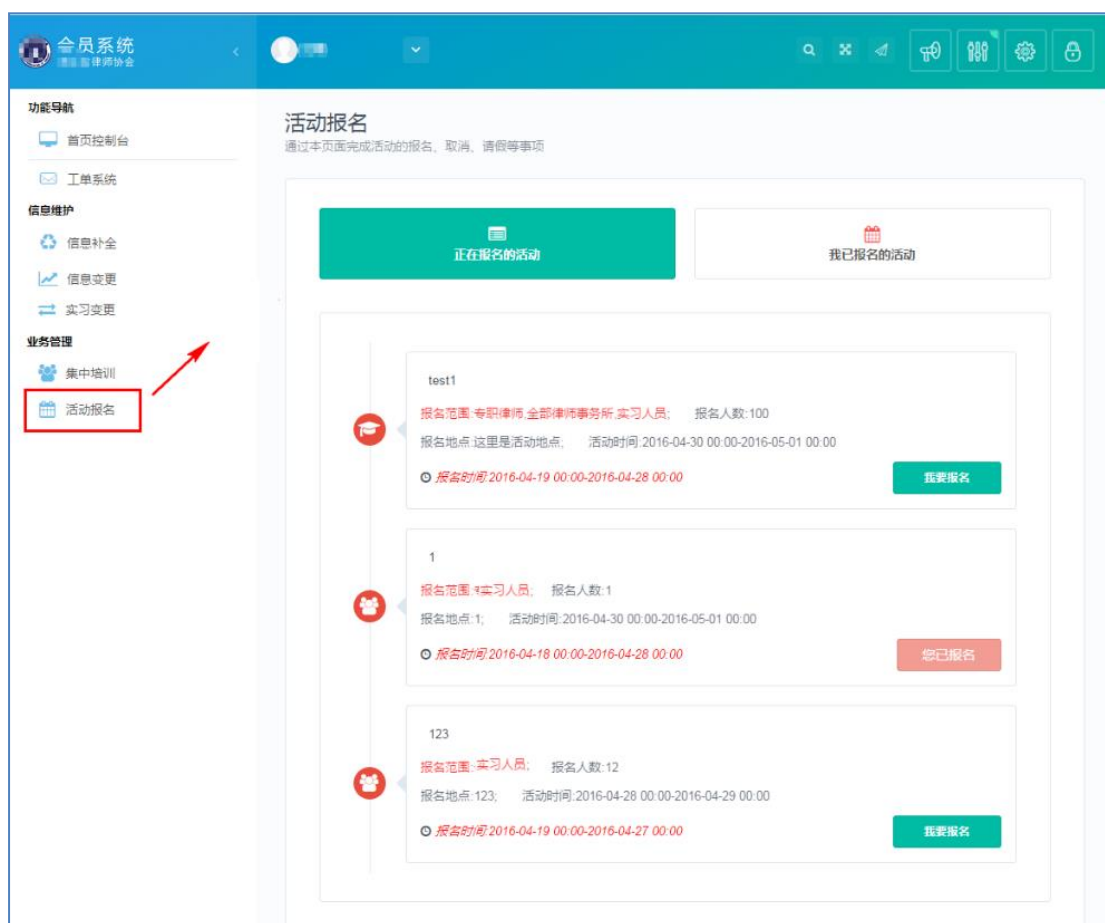 会员系统
律师协会
功能导航
首页控制台
工单系统
信息维护
信息补全
信息变更
实习变更
业务管理
集中培训
活动报名
活动报名
通过本页面完成活动的报名、取消、请假等事项
正在报名的活动
我已报名的活动
test1
报名范围:专职律师,全部律师事务所,实习人员; 报名人数:100
报名地点:这里是活动地点; 活动时间:2016-04-30 00:00-2016-05-01 00:00
报名时间:2016-04-19 00:00-2016-04-28 00:00
我要报名
1
报名范围:实习人员; 报名人数:1
报名地点:1; 活动时间:2016-04-30 00:00-2016-05-01 00:00
报名时间:2016-04-18 00:00-2016-04-28 00:00
您已报名
123
报名范围:实习人员; 报名人数:12
报名地点:123; 活动时间:2016-04-28 00:00-2016-04-29 00:00
报名时间:2016-04-19 00:00-2016-04-27 00:00
我要报名